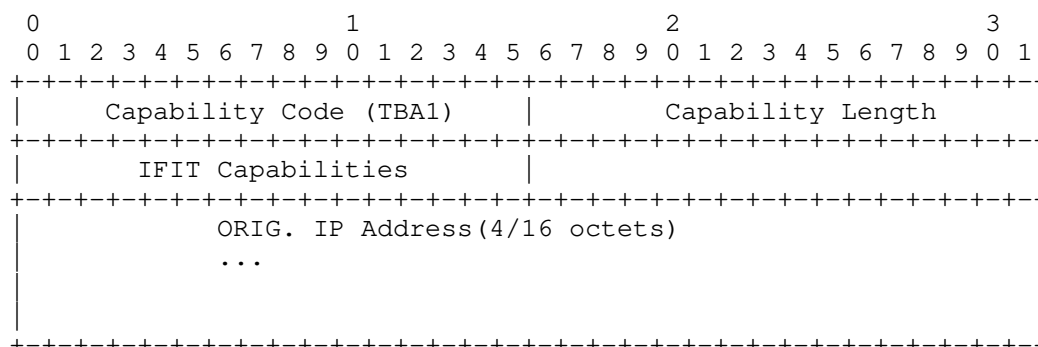 0                   1                   2                   3
 0 1 2 3 4 5 6 7 8 9 0 1 2 3 4 5 6 7 8 9 0 1 2 3 4 5 6 7 8 9 0 1
+-+-+-+-+-+-+-+-+-+-+-+-+-+-+-+-+-+-+-+-+-+-+-+-+-+-+-+-+-+-+-+-
|     Capability Code (TBA1)    |        Capability Length
+-+-+-+-+-+-+-+-+-+-+-+-+-+-+-+-+-+-+-+-+-+-+-+-+-+-+-+-+-+-+-+--
|       IFIT Capabilities       |
+-+-+-+-+-+-+-+-+-+-+-+-+-+-+-+-+-+-+-+-+-+-+-+-+-+-+-+-+-+-+-+--
|            ORIG. IP Address(4/16 octets)
|            ...
|
|
+-+-+-+-+-+-+-+-+-+-+-+-+-+-+-+-+-+-+-+-+-+-+-+-+-+-+-+-+-+-+-+--